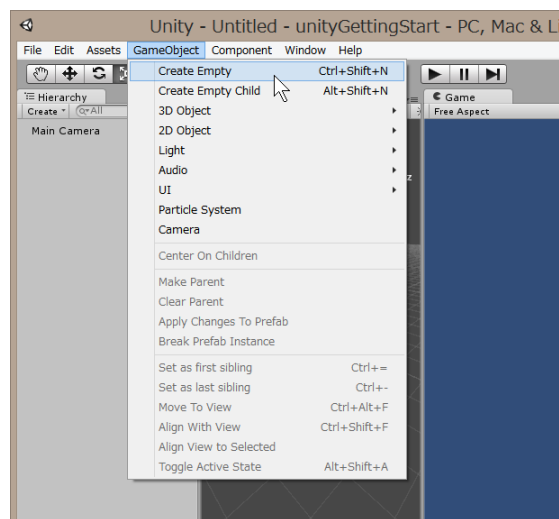 Unity - Untitled - unityGettingStart - PC, Mac & L
File Edit Assets GameObject Component Window Help
Hierarchy
Create
All
Main Camera
Create Empty Ctrl+Shift+N
Create Empty Child Alt+Shift+N
3D Object
2D Object
Light
Audio
UI
Particle System
Camera
Center On Children
Make Parent
Clear Parent
Apply Changes To Prefab
Break Prefab Instance
Set as first sibling Ctrl+=
Set as last sibling Ctrl+-
Move To View Ctrl+Alt+F
Align With View Ctrl+Shift+F
Align View to Selected
Toggle Active State Alt+Shift+A
z
Game
Free Aspect